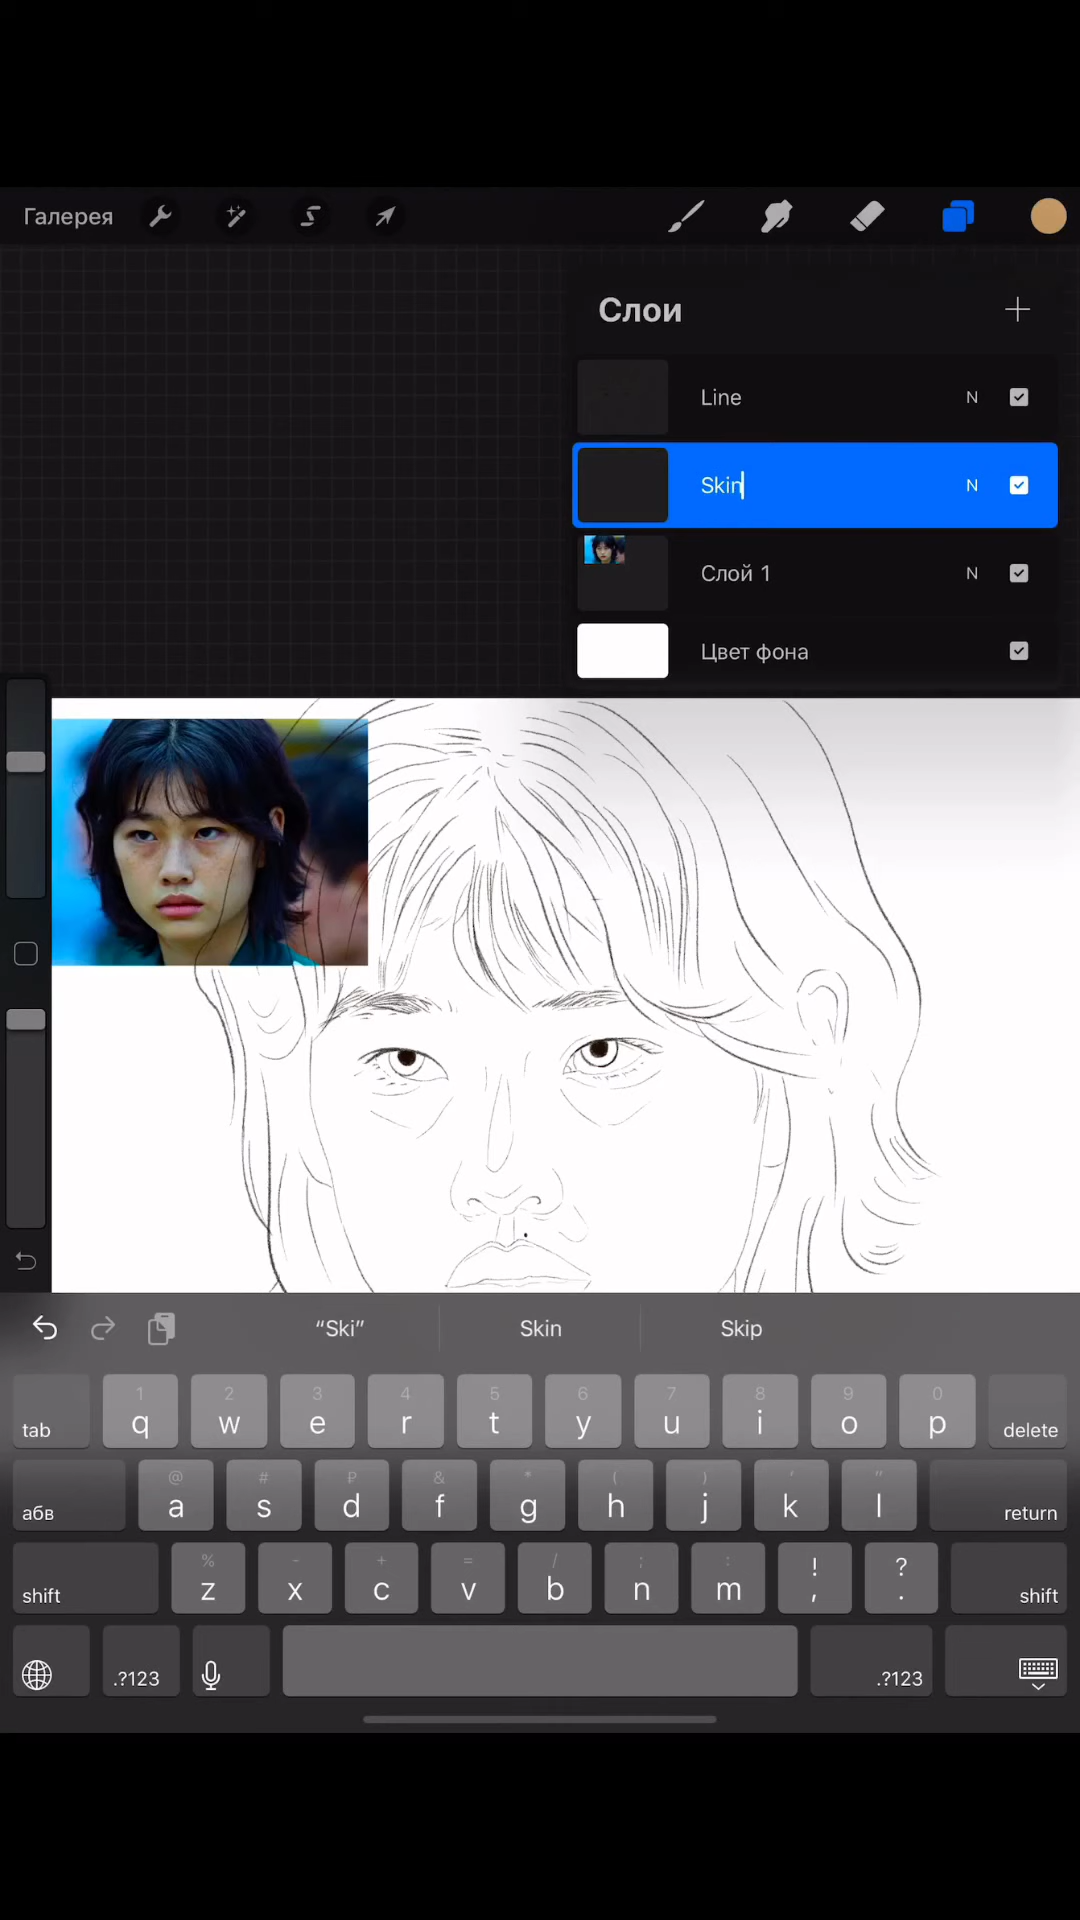 Галерея
Слои
Line N
Skin N
Слой 1 N
Цвет фона
“Ski” Skin Skip
tab 1 2 3 4 5 6 7 8 9 0
q w e r t y u i o p delete
@ # ₽ & * ( ) ' "
абв a s d f g h j k l return
% - + = / ; : ! ?
shift z x c v b n m , . shift
.?123 .?123